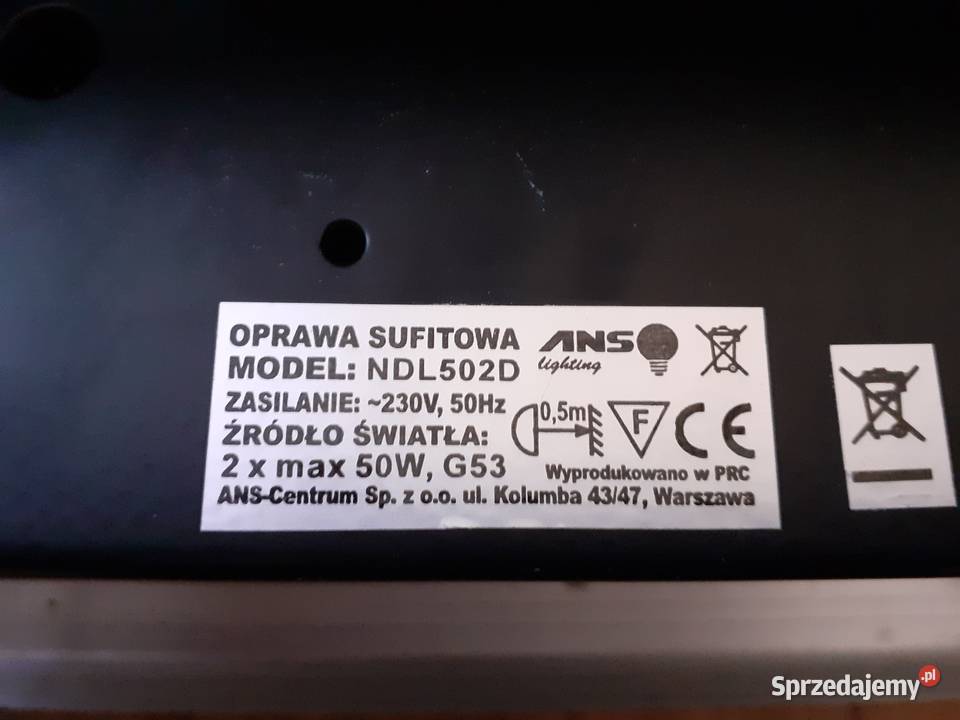 OPRAWA SUFITOWA
MODEL: NDL502D
ANS
lighting
ZASILANIE: ~230V, 50Hz
ŹRÓDŁO ŚWIATŁA:
2 x max 50W, G53
0,5m
F
CE
Wyprodukowano w PRC
ANS-Centrum Sp. z o.o. ul. Kolumba 43/47, Warszawa
Sprzedajemy.pl